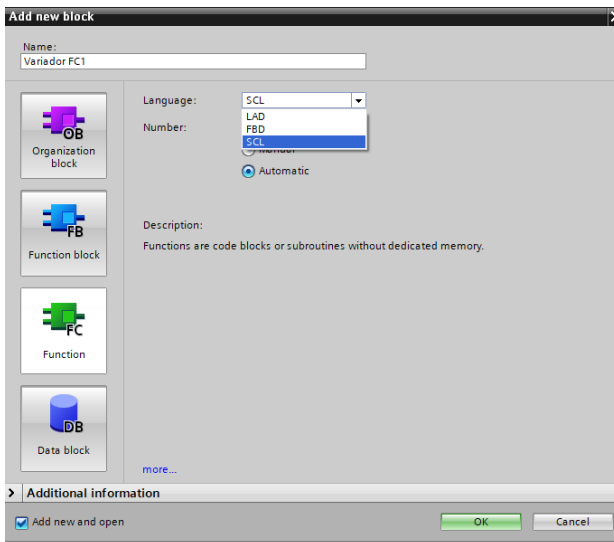 Add new block
Name:
Variador FC1
Language:
SCL
LAD
FBD
SCL
Number:
Manual
Automatic
OB
Organization
block
FB
Function block
FC
Function
DB
Data block
Description:
Functions are code blocks or subroutines without dedicated memory.
more...
Additional information
Add new and open
OK
Cancel